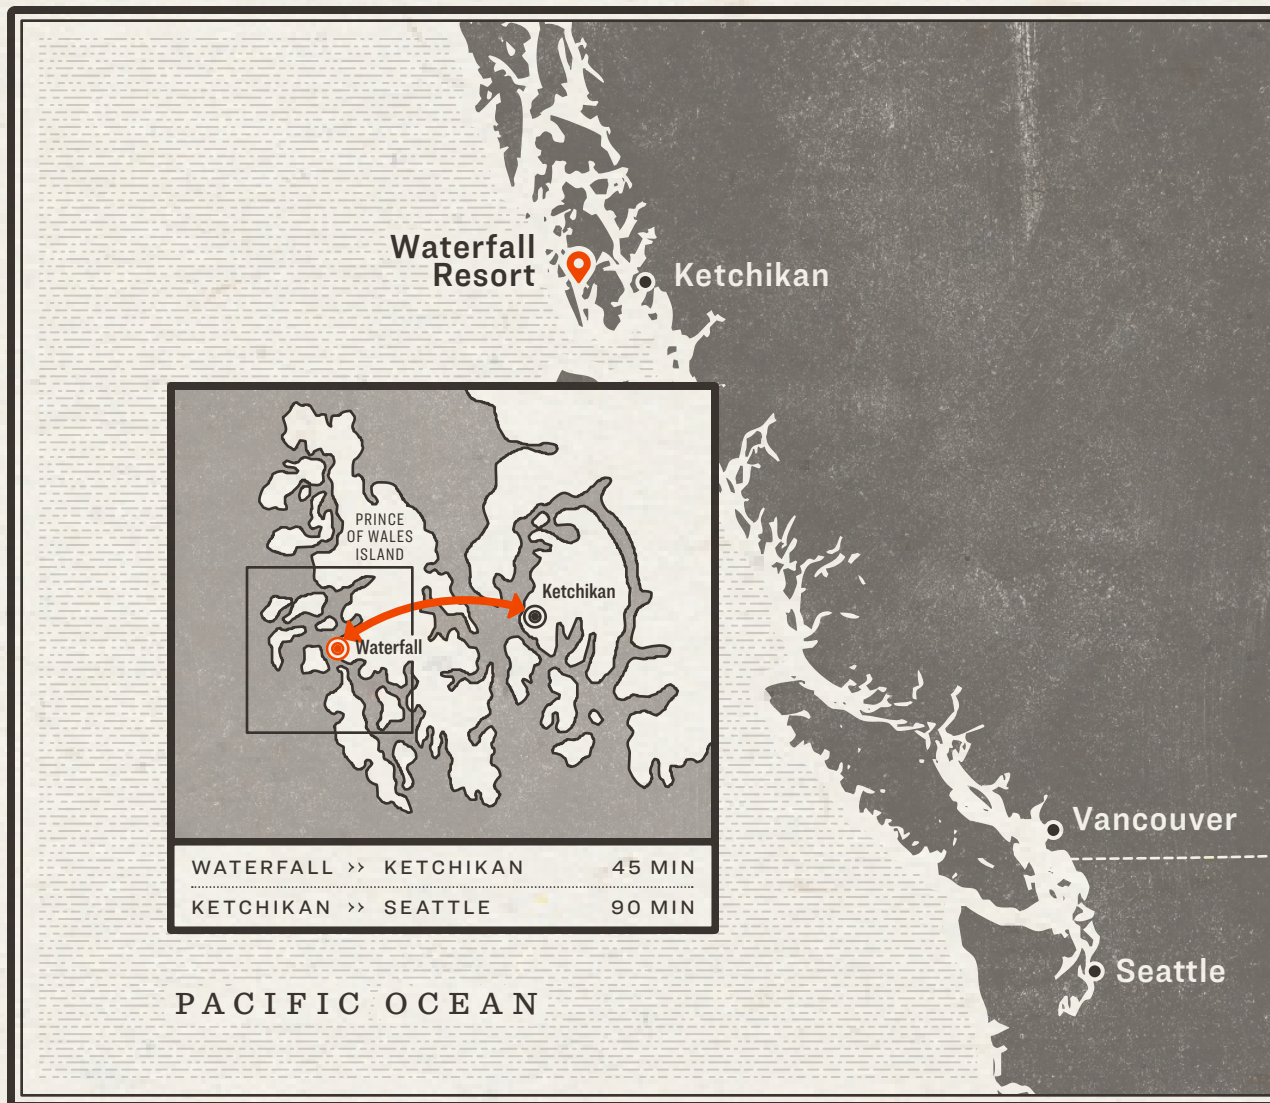 Waterfall
Resort
Ketchikan
PRINCE
OF WALES
ISLAND
Ketchikan
Waterfall
WATERFALL ›› KETCHIKAN 45 MIN
KETCHIKAN ›› SEATTLE 90 MIN
Vancouver
Seattle
PACIFIC OCEAN